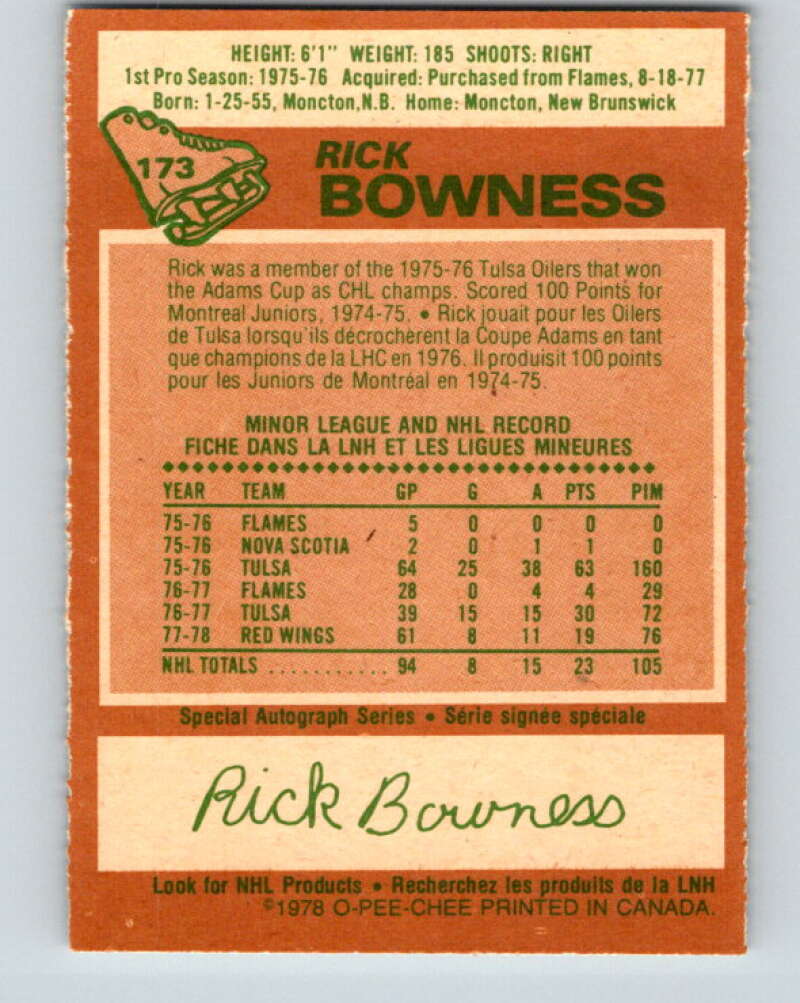 HEIGHT: 6'1" WEIGHT: 185 SHOOTS: RIGHT
1st Pro Season: 1975-76 Acquired: Purchased from Flames, 8-18-77
Born: 1-25-55, Moncton, N.B. Home: Moncton, New Brunswick
173
RICK
BOWNESS
Rick was a member of the 1975-76 Tulsa Oilers that won
the Adams Cup as CHL champs. Scored 100 Points for
Montreal Juniors, 1974-75. • Rick jouait pour les Oilers
de Tulsa lorsqu'ils décrochèrent la Coupe Adams en tant
que champions de la LHC en 1976. Il produisit 100 points
pour les Juniors de Montréal en 1974-75.
MINOR LEAGUE AND NHL RECORD
FICHE DANS LA LNH ET LES LIGUES MINEURES
YEAR TEAM GP G A PTS PIM
75-76 FLAMES 5 0 0 0 0
75-76 NOVA SCOTIA 2 0 1 1 0
75-76 TULSA 64 25 38 63 160
76-77 FLAMES 28 0 4 4 29
76-77 TULSA 39 15 15 30 72
77-78 RED WINGS 61 8 11 19 76
NHL TOTALS ........... 94 8 15 23 105
Special Autograph Series • Série signée spéciale
Rick Bowness
Look for NHL Products • Recherchez les produits de la LNH
©1978 O-PEE-CHEE PRINTED IN CANADA.